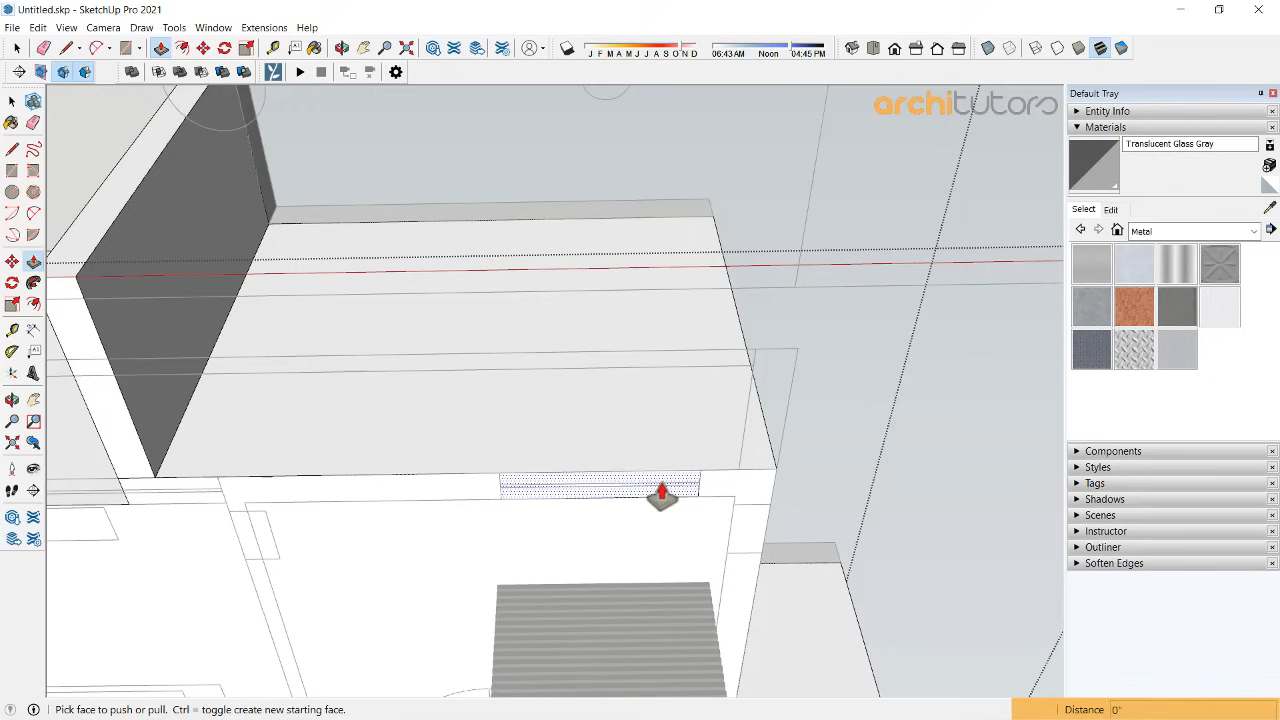 Untitled.skp - SketchUp Pro 2021
File Edit View Camera Draw Tools Window Extensions Help
J F M A M J J A S O N D
06:43 AM Noon 04:45 PM
architutors
Default Tray
Entity Info
Materials
Translucent Glass Gray
Select Edit
Metal
Components
Styles
Tags
Shadows
Scenes
Instructor
Outliner
Soften Edges
Pick face to push or pull. Ctrl = toggle create new starting face.
Distance 0"